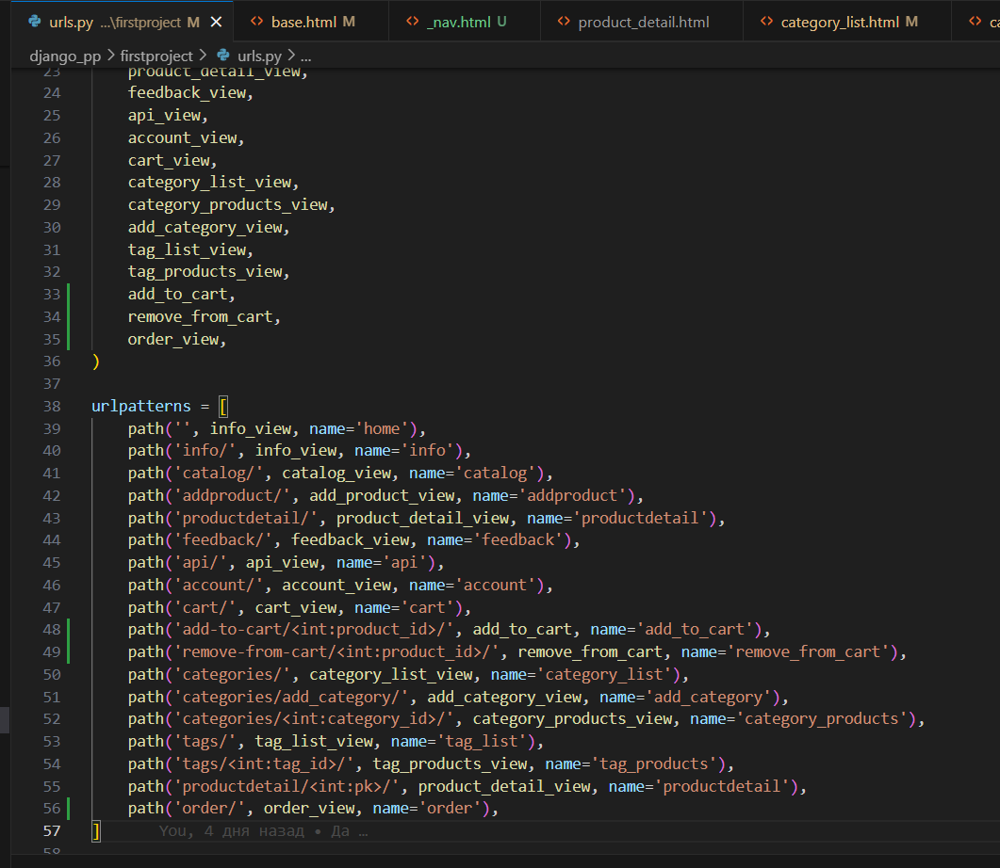 urls.py ...\firstproject M
base.html M
_nav.html U
product_detail.html
category_list.html M
django_pp > firstproject > urls.py > ...
23 product_detail_view,
24 feedback_view,
25 api_view,
26 account_view,
27 cart_view,
28 category_list_view,
29 category_products_view,
30 add_category_view,
31 tag_list_view,
32 tag_products_view,
33 add_to_cart,
34 remove_from_cart,
35 order_view,
36 )
37
38 urlpatterns = [
39 path('', info_view, name='home'),
40 path('info/', info_view, name='info'),
41 path('catalog/', catalog_view, name='catalog'),
42 path('addproduct/', add_product_view, name='addproduct'),
43 path('productdetail/', product_detail_view, name='productdetail'),
44 path('feedback/', feedback_view, name='feedback'),
45 path('api/', api_view, name='api'),
46 path('account/', account_view, name='account'),
47 path('cart/', cart_view, name='cart'),
48 path('add-to-cart/<int:product_id>/', add_to_cart, name='add_to_cart'),
49 path('remove-from-cart/<int:product_id>/', remove_from_cart, name='remove_from_cart'),
50 path('categories/', category_list_view, name='category_list'),
51 path('categories/add_category/', add_category_view, name='add_category'),
52 path('categories/<int:category_id>/', category_products_view, name='category_products'),
53 path('tags/', tag_list_view, name='tag_list'),
54 path('tags/<int:tag_id>/', tag_products_view, name='tag_products'),
55 path('productdetail/<int:pk>/', product_detail_view, name='productdetail'),
56 path('order/', order_view, name='order'),
57 ] You, 4 дня назад • Да …
58